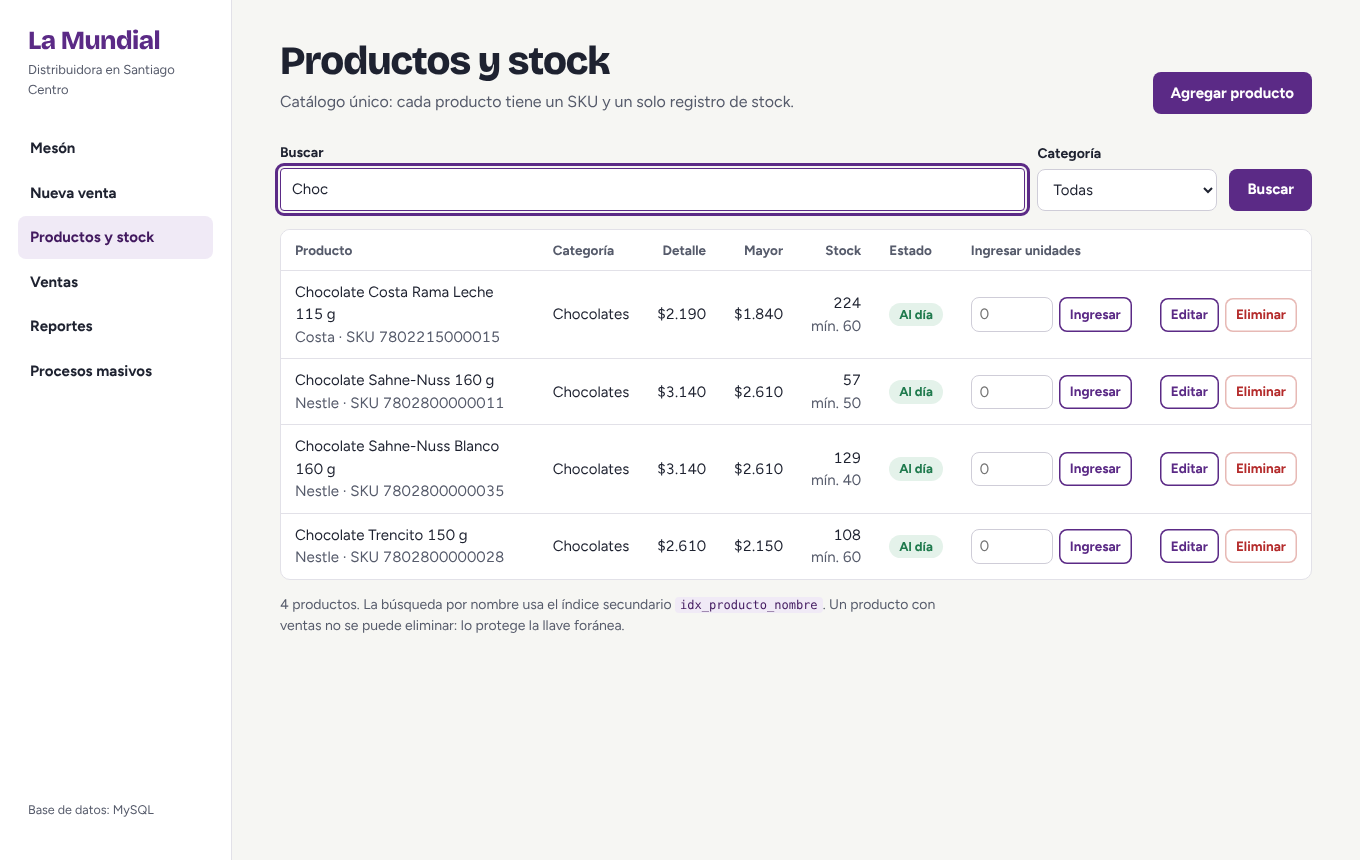 La Mundial
Distribuidora en Santiago
Centro
Mesón
Nueva venta
Productos y stock
Ventas
Reportes
Procesos masivos
Base de datos: MySQL
Productos y stock
Catálogo único: cada producto tiene un SKU y un solo registro de stock.
Agregar producto
Buscar
Choc
Categoría
Todas
Buscar
Producto Categoría Detalle Mayor Stock Estado Ingresar unidades
Chocolate Costa Rama Leche
115 g
Costa · SKU 7802215000015
Chocolates $2.190 $1.840
224
mín. 60
Al día 0 Ingresar Editar Eliminar
Chocolate Sahne-Nuss 160 g
Nestle · SKU 7802800000011
Chocolates $3.140 $2.610
57
mín. 50
Al día 0 Ingresar Editar Eliminar
Chocolate Sahne-Nuss Blanco
160 g
Nestle · SKU 7802800000035
Chocolates $3.140 $2.610
129
mín. 40
Al día 0 Ingresar Editar Eliminar
Chocolate Trencito 150 g
Nestle · SKU 7802800000028
Chocolates $2.610 $2.150
108
mín. 60
Al día 0 Ingresar Editar Eliminar
4 productos. La búsqueda por nombre usa el índice secundario idx_producto_nombre. Un producto con
ventas no se puede eliminar: lo protege la llave foránea.